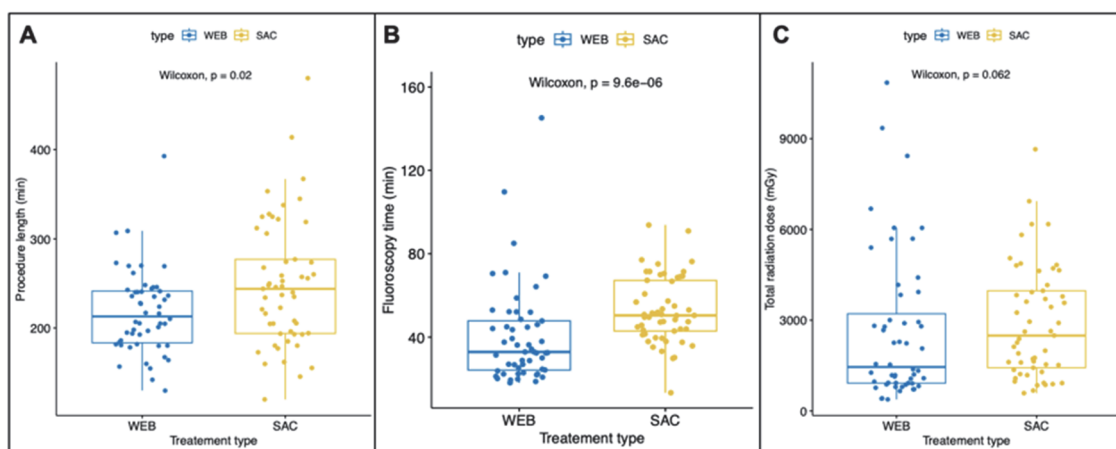 A
type WEB SAC
Wilcoxon, p = 0.02
Procedure length (min)
400
300
200
WEB SAC
Treatement type
B
type WEB SAC
Wilcoxon, p = 9.6e−06
Fluoroscopy time (min)
160
120
80
40
WEB SAC
Treatement type
C
type WEB SAC
Wilcoxon, p = 0.062
Total radiation dose (mGy)
9000
6000
3000
0
WEB SAC
Treatement type